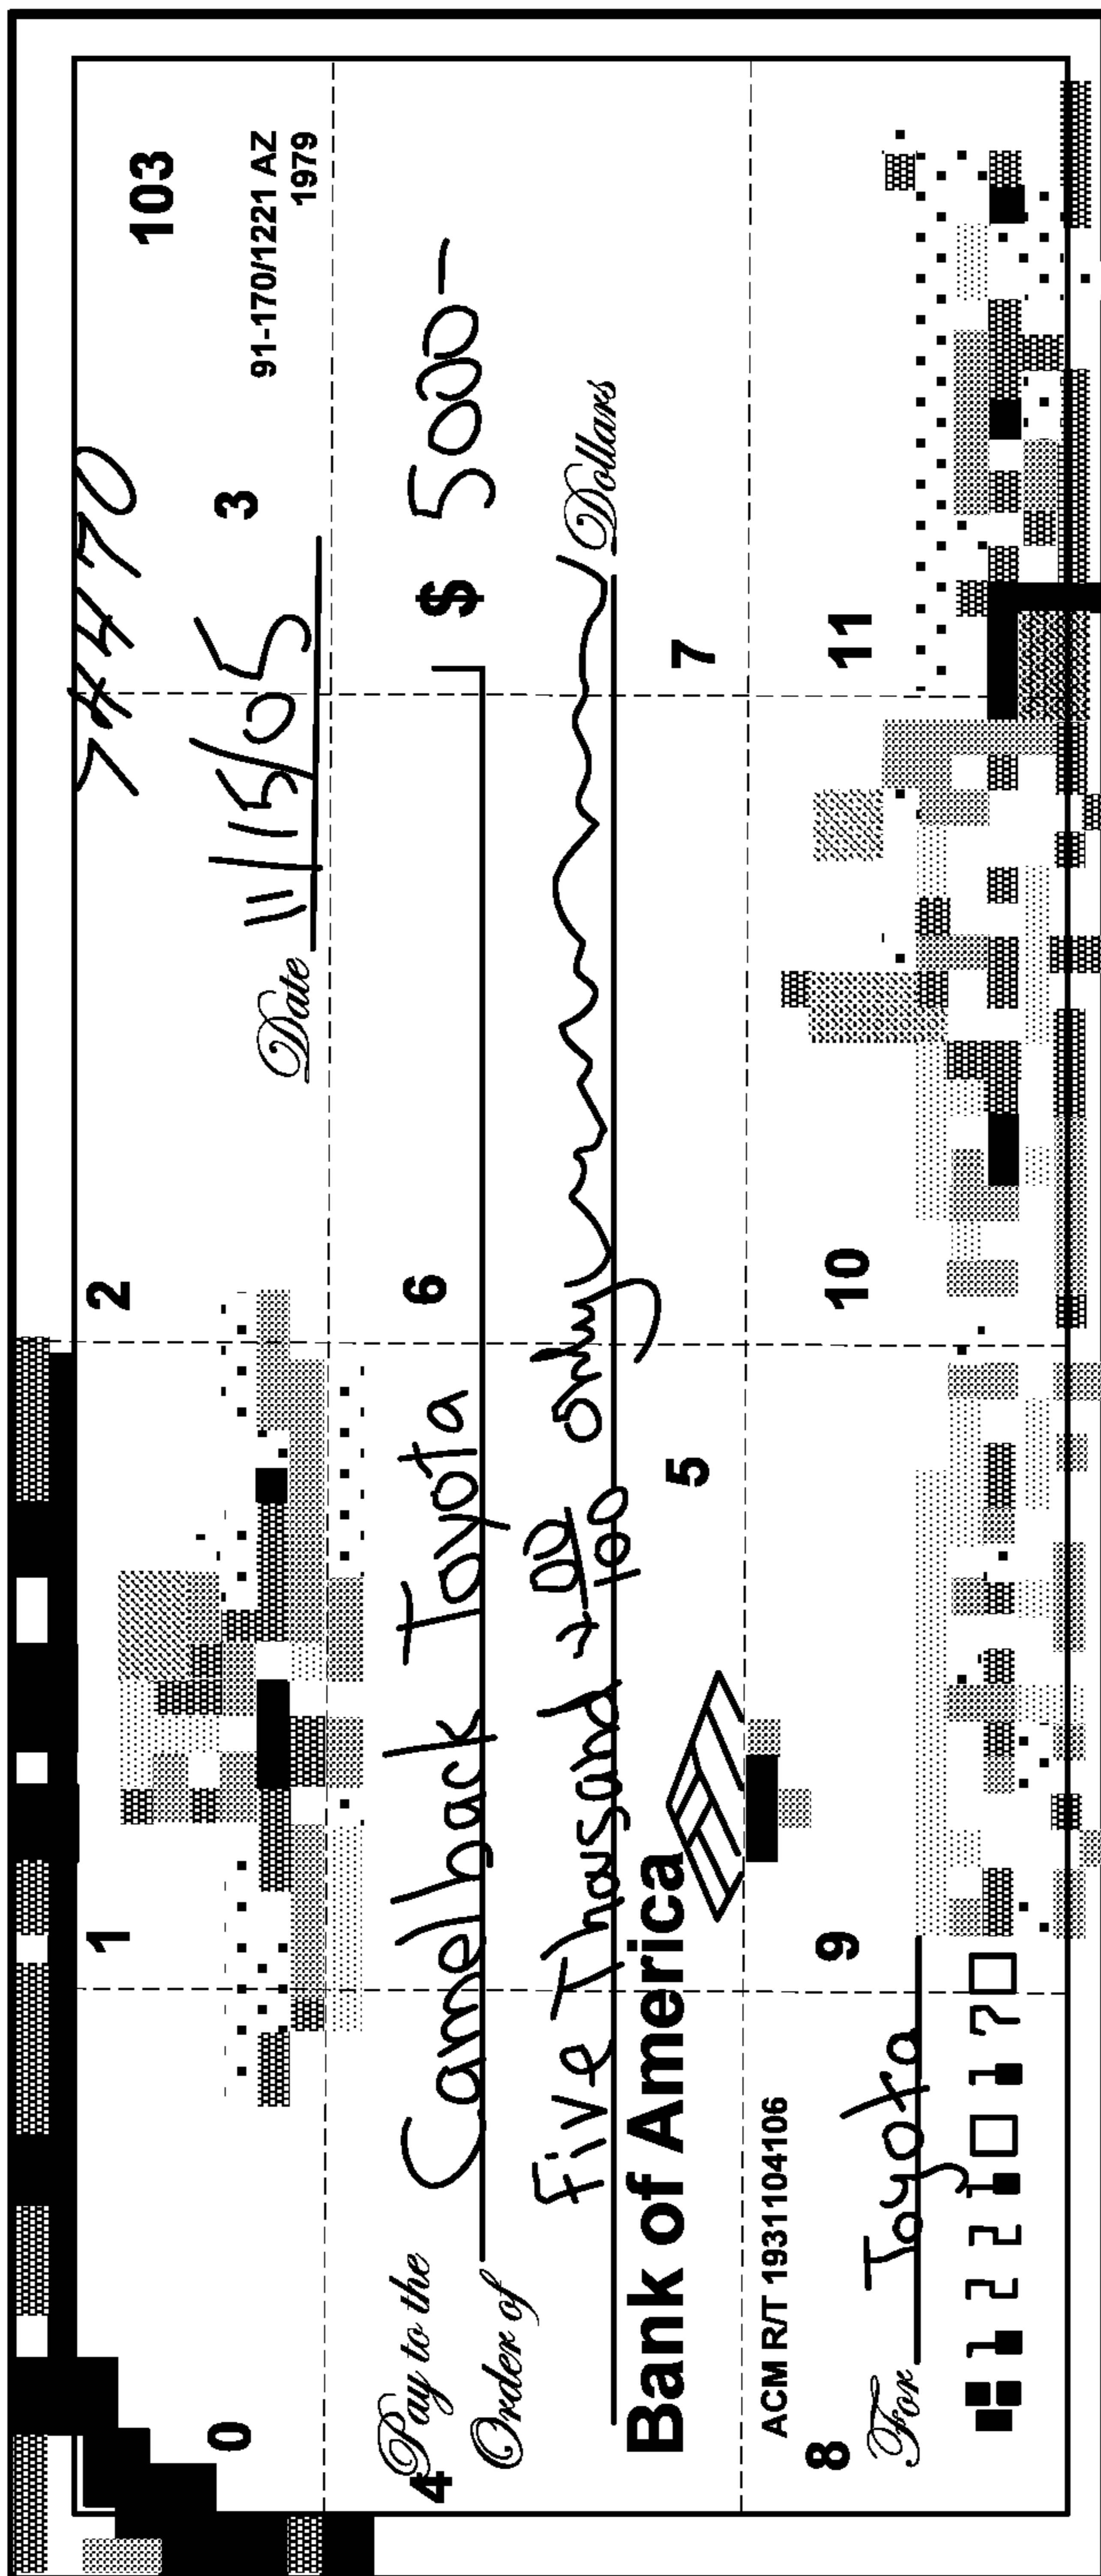 74470
103
2
Date 11/15/05
3
91-170/1221 AZ
1979
1
0
Pay to the
Order of Camelback Toyota
$ 5000-
4
6
Five Thousand + 00/100 only Dollars
Bank of America
5
7
ACM R/T 1931104106
8
9
10
11
For Toyota
⑆122101170